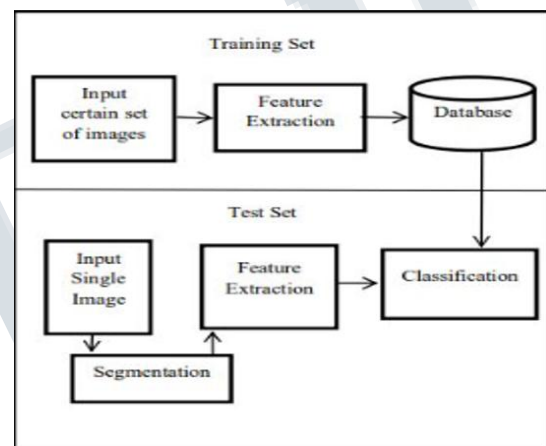 Training Set
Input
certain set
of images
Feature
Extraction
Database
Test Set
Input
Single
Image
Segmentation
Feature
Extraction
Classification